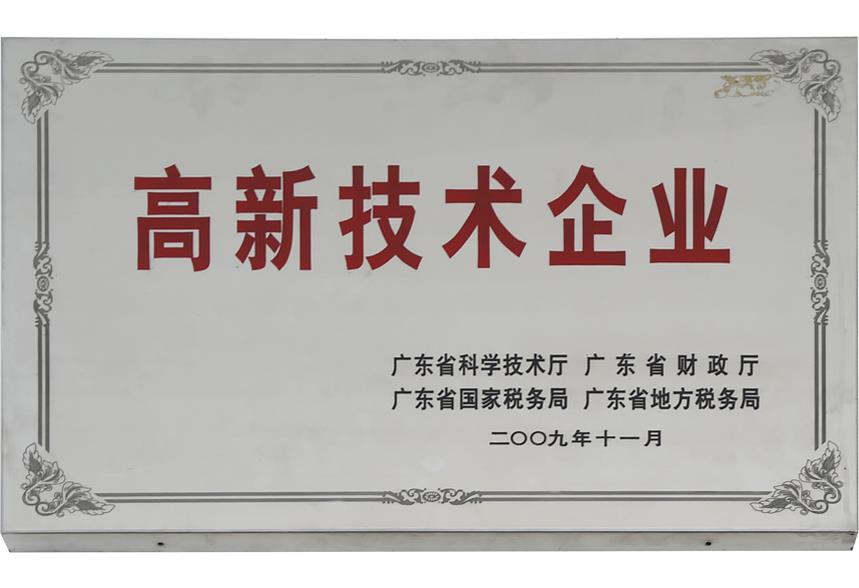 高新技术企业
广东省科学技术厅 广东省财政厅
广东省国家税务局 广东省地方税务局
二〇〇九年十一月